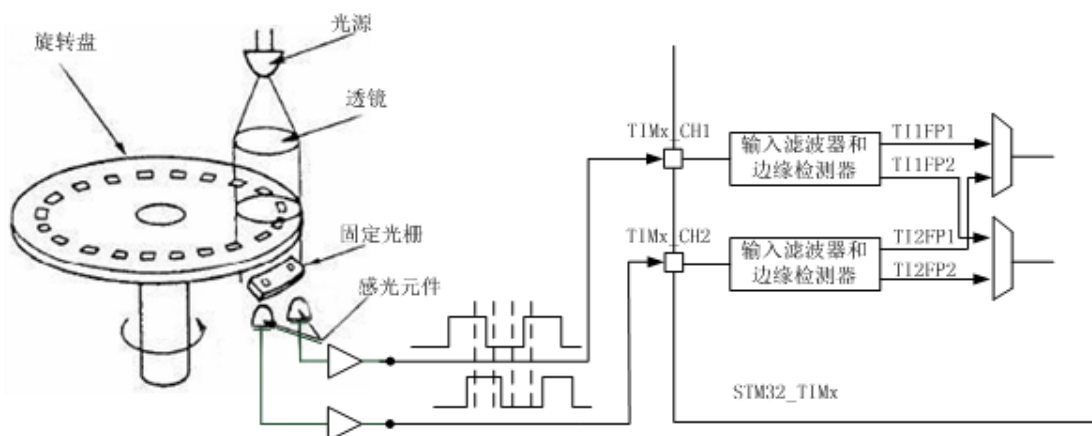 光源
旋转盘
透镜
固定光栅
感光元件
TIMx_CH1
输入滤波器和
边缘检测器
TI1FP1
TI1FP2
TIMx_CH2
输入滤波器和
边缘检测器
TI2FP1
TI2FP2
STM32_TIMx